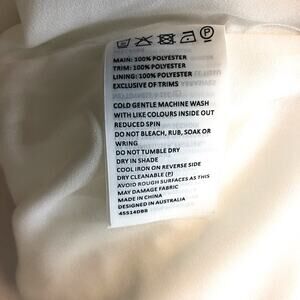 MAIN: 100% POLYESTER
TRIM: 100% POLYESTER
LINING: 100% POLYESTER
EXCLUSIVE OF TRIMS
COLD GENTLE MACHINE WASH
WITH LIKE COLOURS INSIDE OUT
REDUCED SPIN
DO NOT BLEACH, RUB, SOAK OR
WRING
DO NOT TUMBLE DRY
DRY IN SHADE
COOL IRON ON REVERSE SIDE
DRY CLEANABLE (P)
AVOID ROUGH SURFACES AS THIS
MAY DAMAGE FABRIC
MADE IN CHINA
DESIGNED IN AUSTRALIA
45514DBB